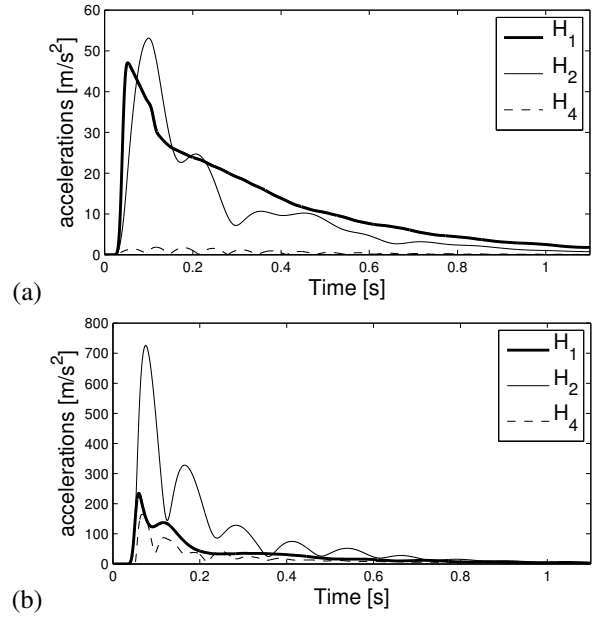 60
50
40
30
20
10
0
accelerations [m/s²]
H₁
H₂
H₄
0 0.2 0.4 0.6 0.8 1
Time [s]
(a)
800
700
600
500
400
300
200
100
0
accelerations [m/s²]
H₁
H₂
H₄
0 0.2 0.4 0.6 0.8 1
Time [s]
(b)